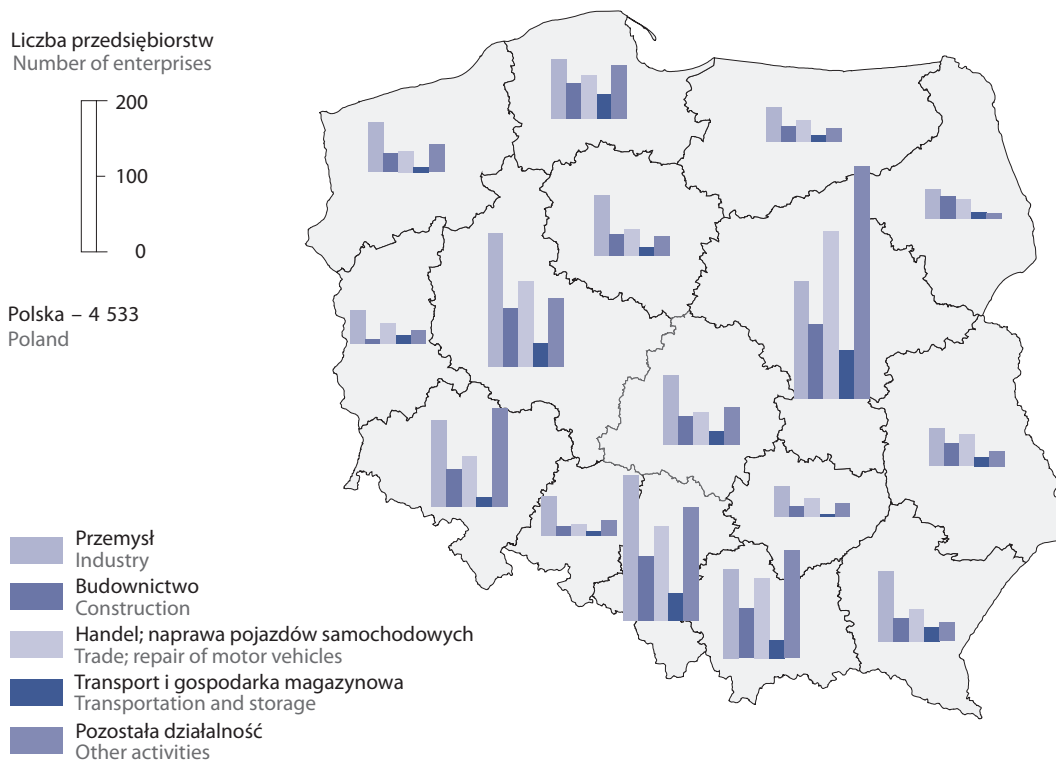 Liczba przedsiębiorstw
Number of enterprises
200
100
0
Polska – 4 533
Poland
Przemysł
Industry
Budownictwo
Construction
Handel; naprawa pojazdów samochodowych
Trade; repair of motor vehicles
Transport i gospodarka magazynowa
Transportation and storage
Pozostała działalność
Other activities